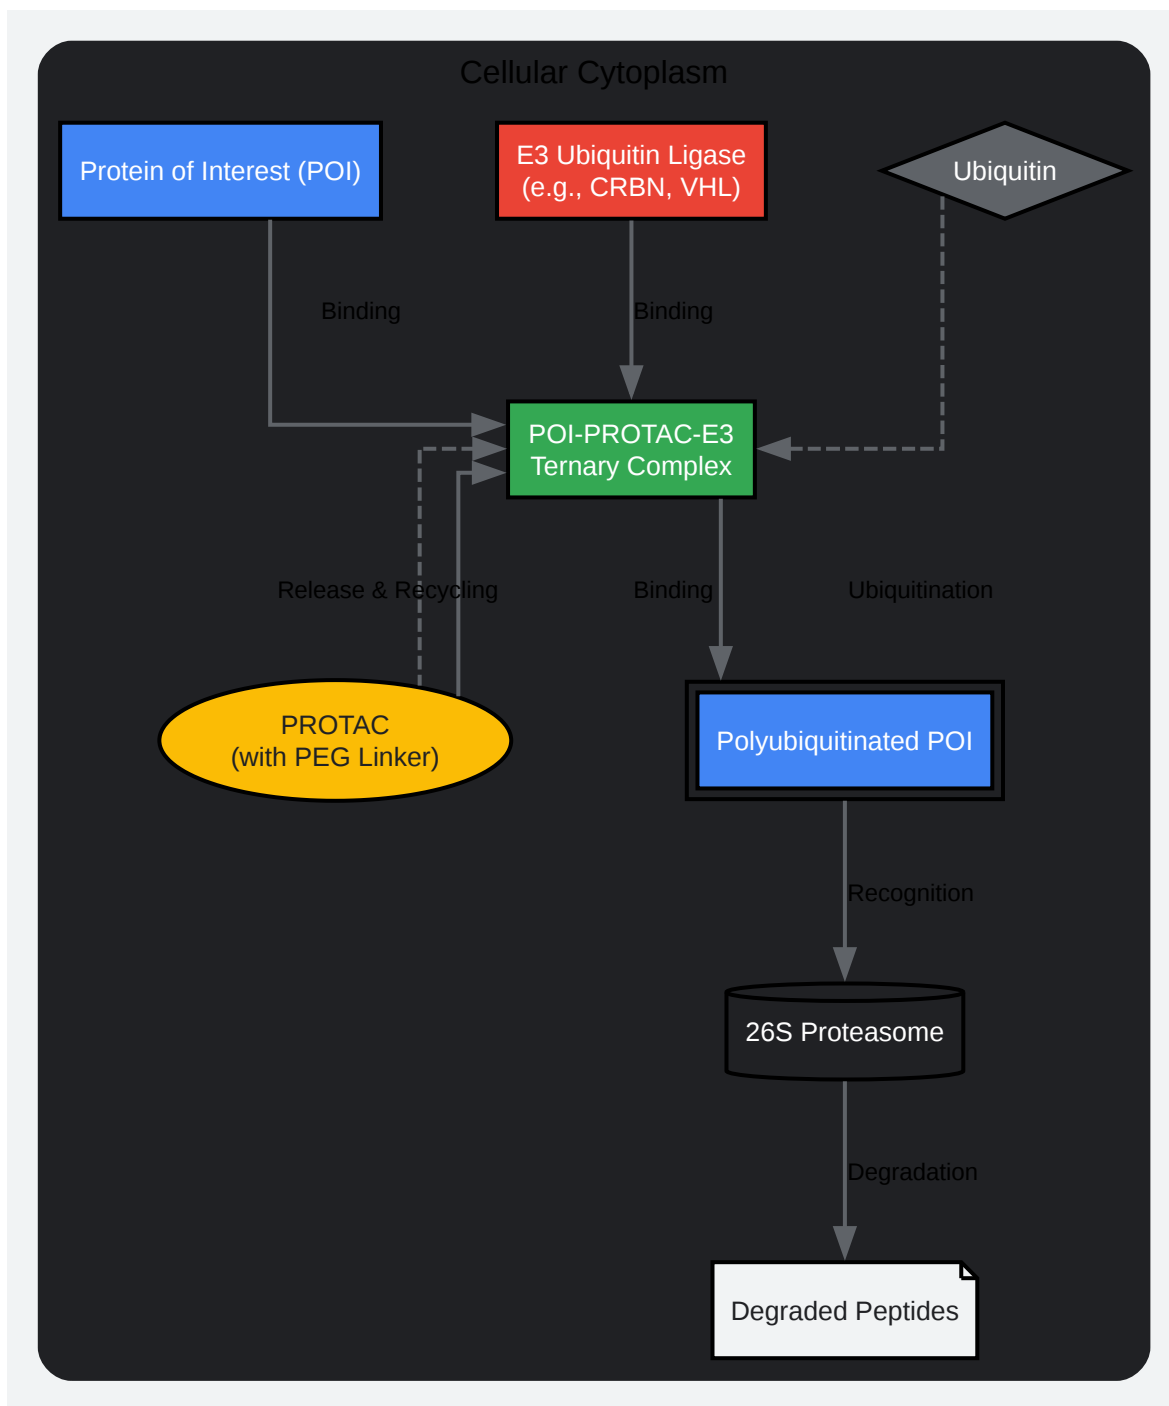 Cellular Cytoplasm
Protein of Interest (POI)
E3 Ubiquitin Ligase
(e.g., CRBN, VHL)
Ubiquitin
Binding
Binding
POI-PROTAC-E3
Ternary Complex
Release & Recycling
Binding
Ubiquitination
PROTAC
(with PEG Linker)
Polyubiquitinated POI
Recognition
26S Proteasome
Degradation
Degraded Peptides